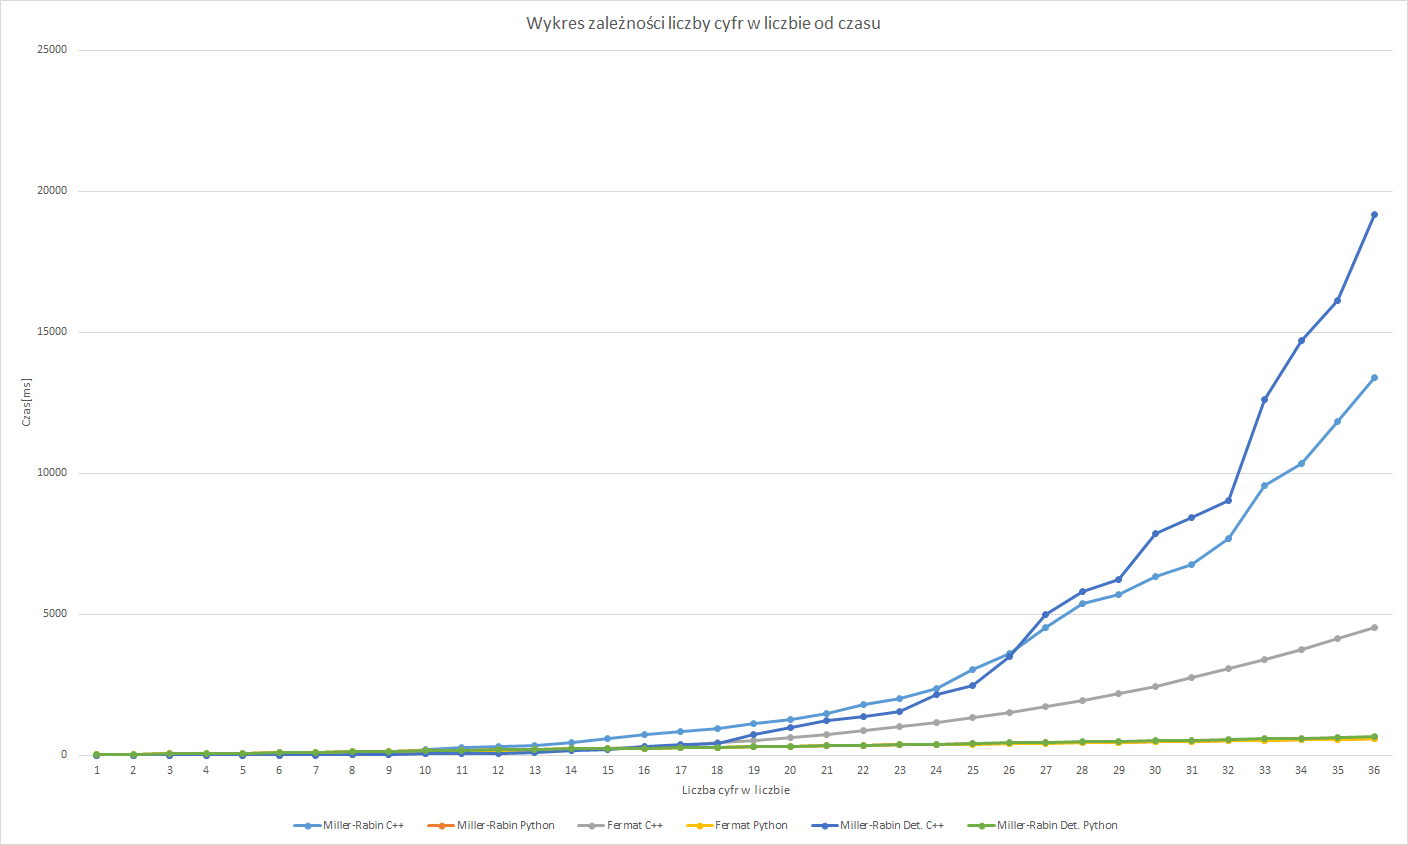 Wykres zależności liczby cyfr w liczbie od czasu
25000
20000
15000
10000
5000
0
Czas[ms]
1 2 3 4 5 6 7 8 9 10 11 12 13 14 15 16 17 18 19 20 21 22 23 24 25 26 27 28 29 30 31 32 33 34 35 36
Liczba cyfr w liczbie
Miller-Rabin C++ Miller-Rabin Python Fermat C++ Fermat Python Miller-Rabin Det. C++ Miller-Rabin Det. Python